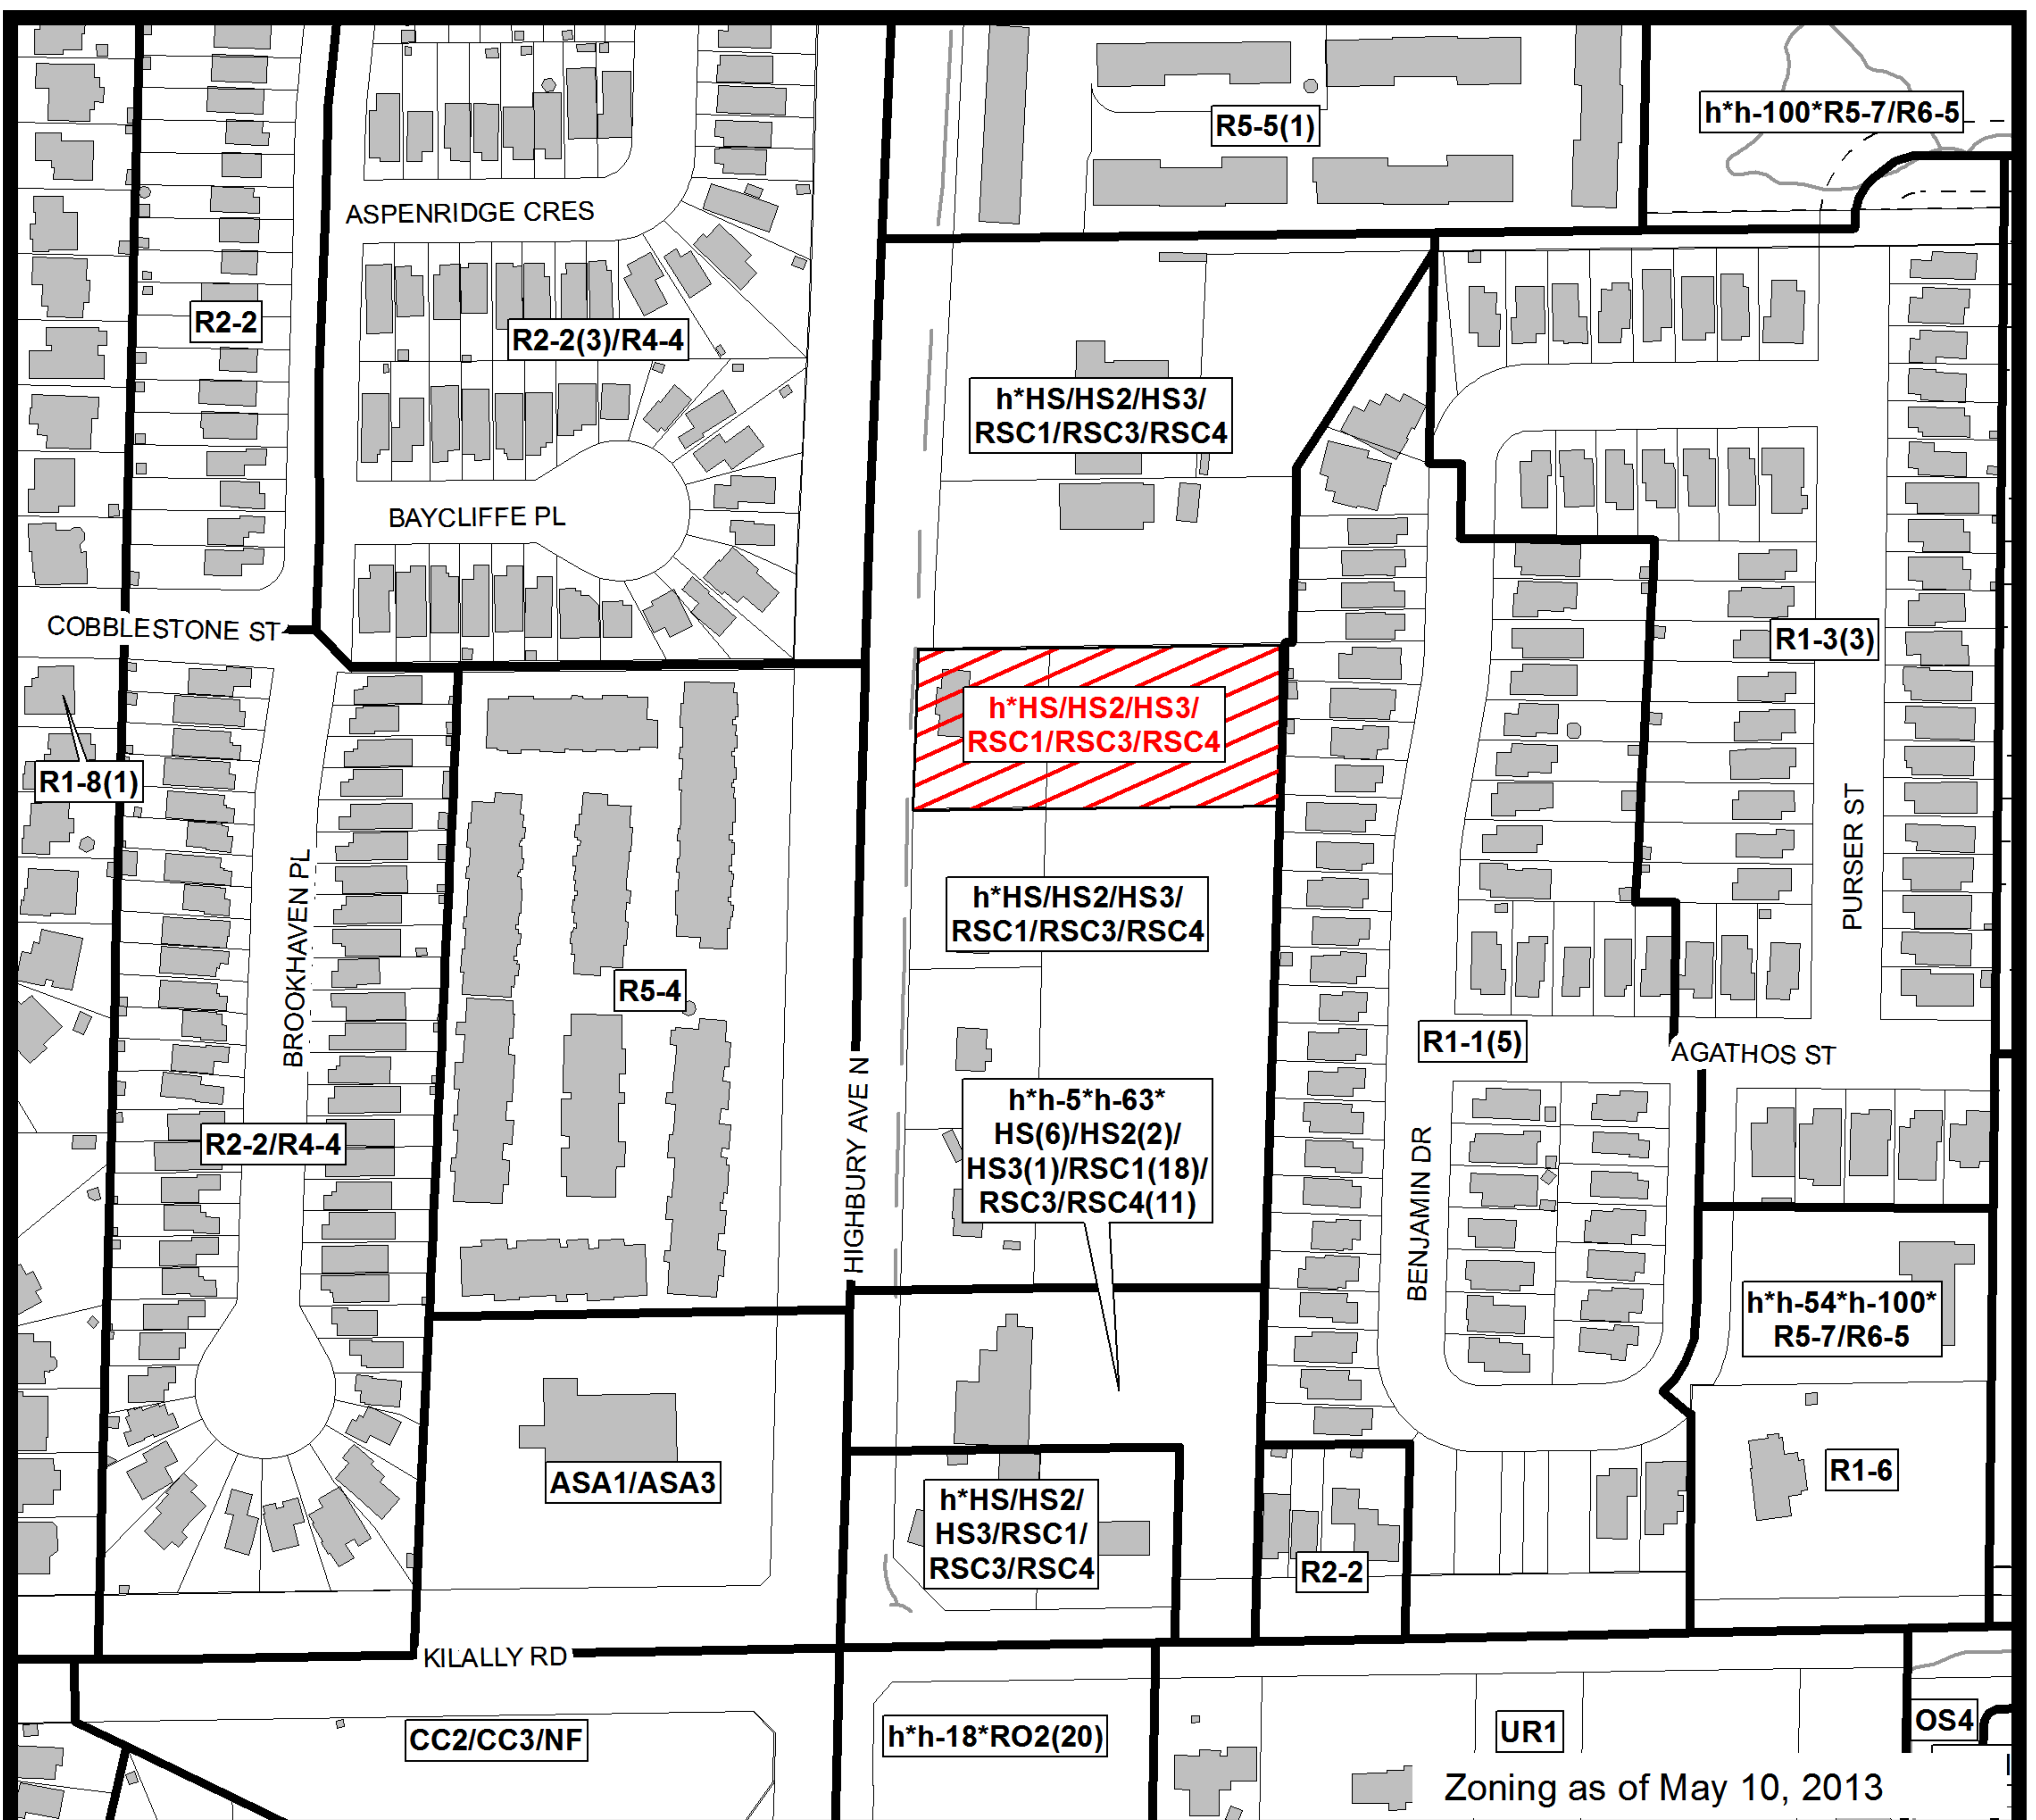 h*h-100*R5-7/R6-5
R5-5(1)
ASPENRIDGE CRES
R2-2
R2-2(3)/R4-4
h*HS/HS2/HS3/
RSC1/RSC3/RSC4
BAYCLIFFE PL
COBBLESTONE ST
R1-3(3)
h*HS/HS2/HS3/
RSC1/RSC3/RSC4
R1-8(1)
PURSER ST
h*HS/HS2/HS3/
RSC1/RSC3/RSC4
BROOKHAVEN PL
R5-4
R1-1(5)
AGATHOS ST
h*h-5*h-63*
HS(6)/HS2(2)/
HS3(1)/RSC1(18)/
RSC3/RSC4(11)
R2-2/R4-4
HIGHBURY AVE N
BENJAMIN DR
h*h-54*h-100*
R5-7/R6-5
ASA1/ASA3
R1-6
h*HS/HS2/
HS3/RSC1/
RSC3/RSC4
R2-2
KILALLY RD
CC2/CC3/NF
h*h-18*RO2(20)
UR1
OS4
Zoning as of May 10, 2013